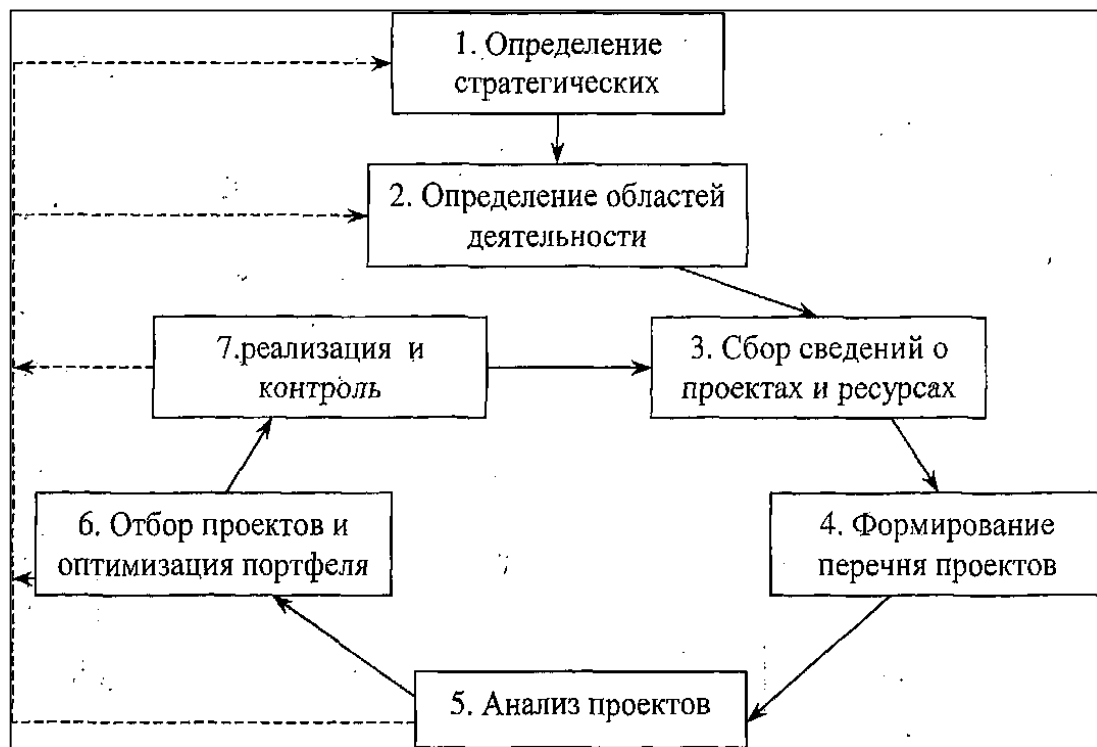 1. Определение
стратегических
2. Определение областей
деятельности
7.реализация и
контроль
3. Сбор сведений о
проектах и ресурсах
6. Отбор проектов и
оптимизация портфеля
4. Формирование
перечня проектов
5. Анализ проектов